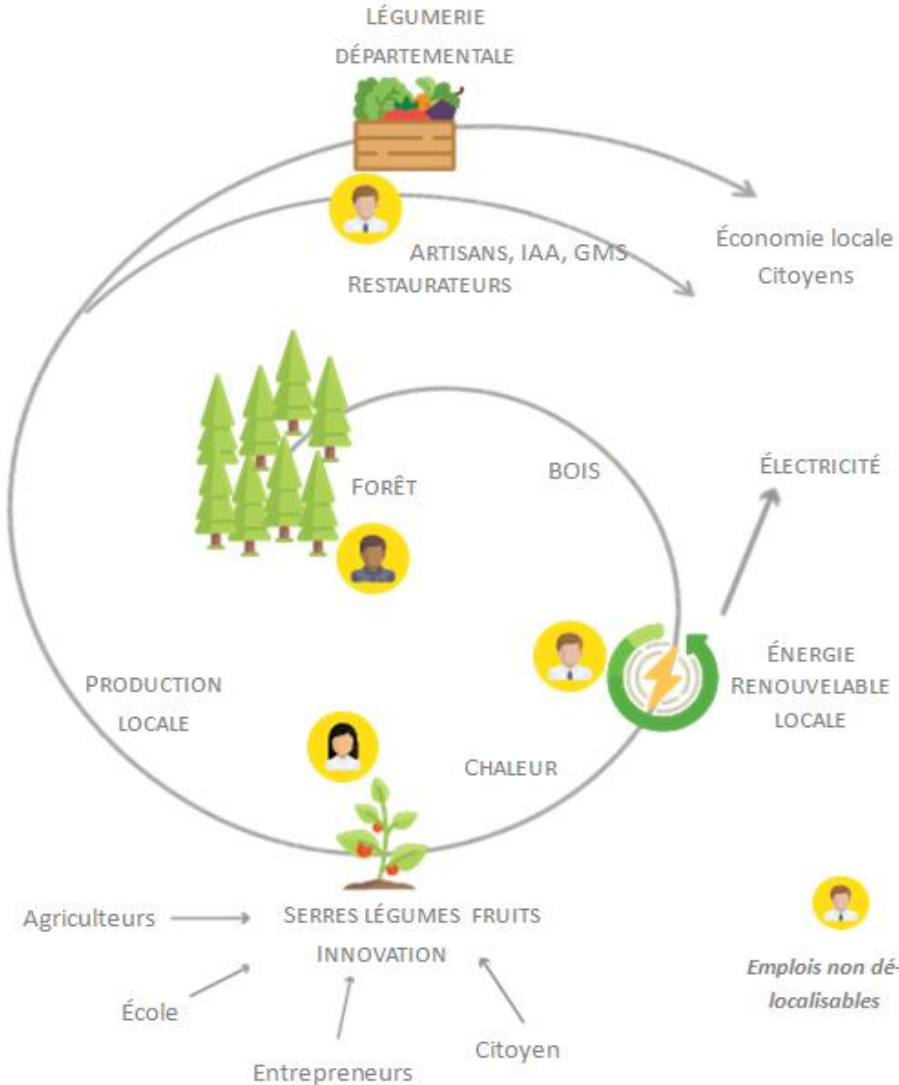 LÉGUMERIE
DÉPARTEMENTALE
ARTISANS, IAA, GMS
RESTAURATEURS
Économie locale
Citoyens
FORÊT
BOIS
ÉLECTRICITÉ
ÉNERGIE
RENOUVELABLE
LOCALE
PRODUCTION
LOCALE
CHALEUR
Agriculteurs
SERRES LÉGUMES FRUITS
INNOVATION
École
Entrepreneurs
Citoyen
Emplois non dé-
localisables